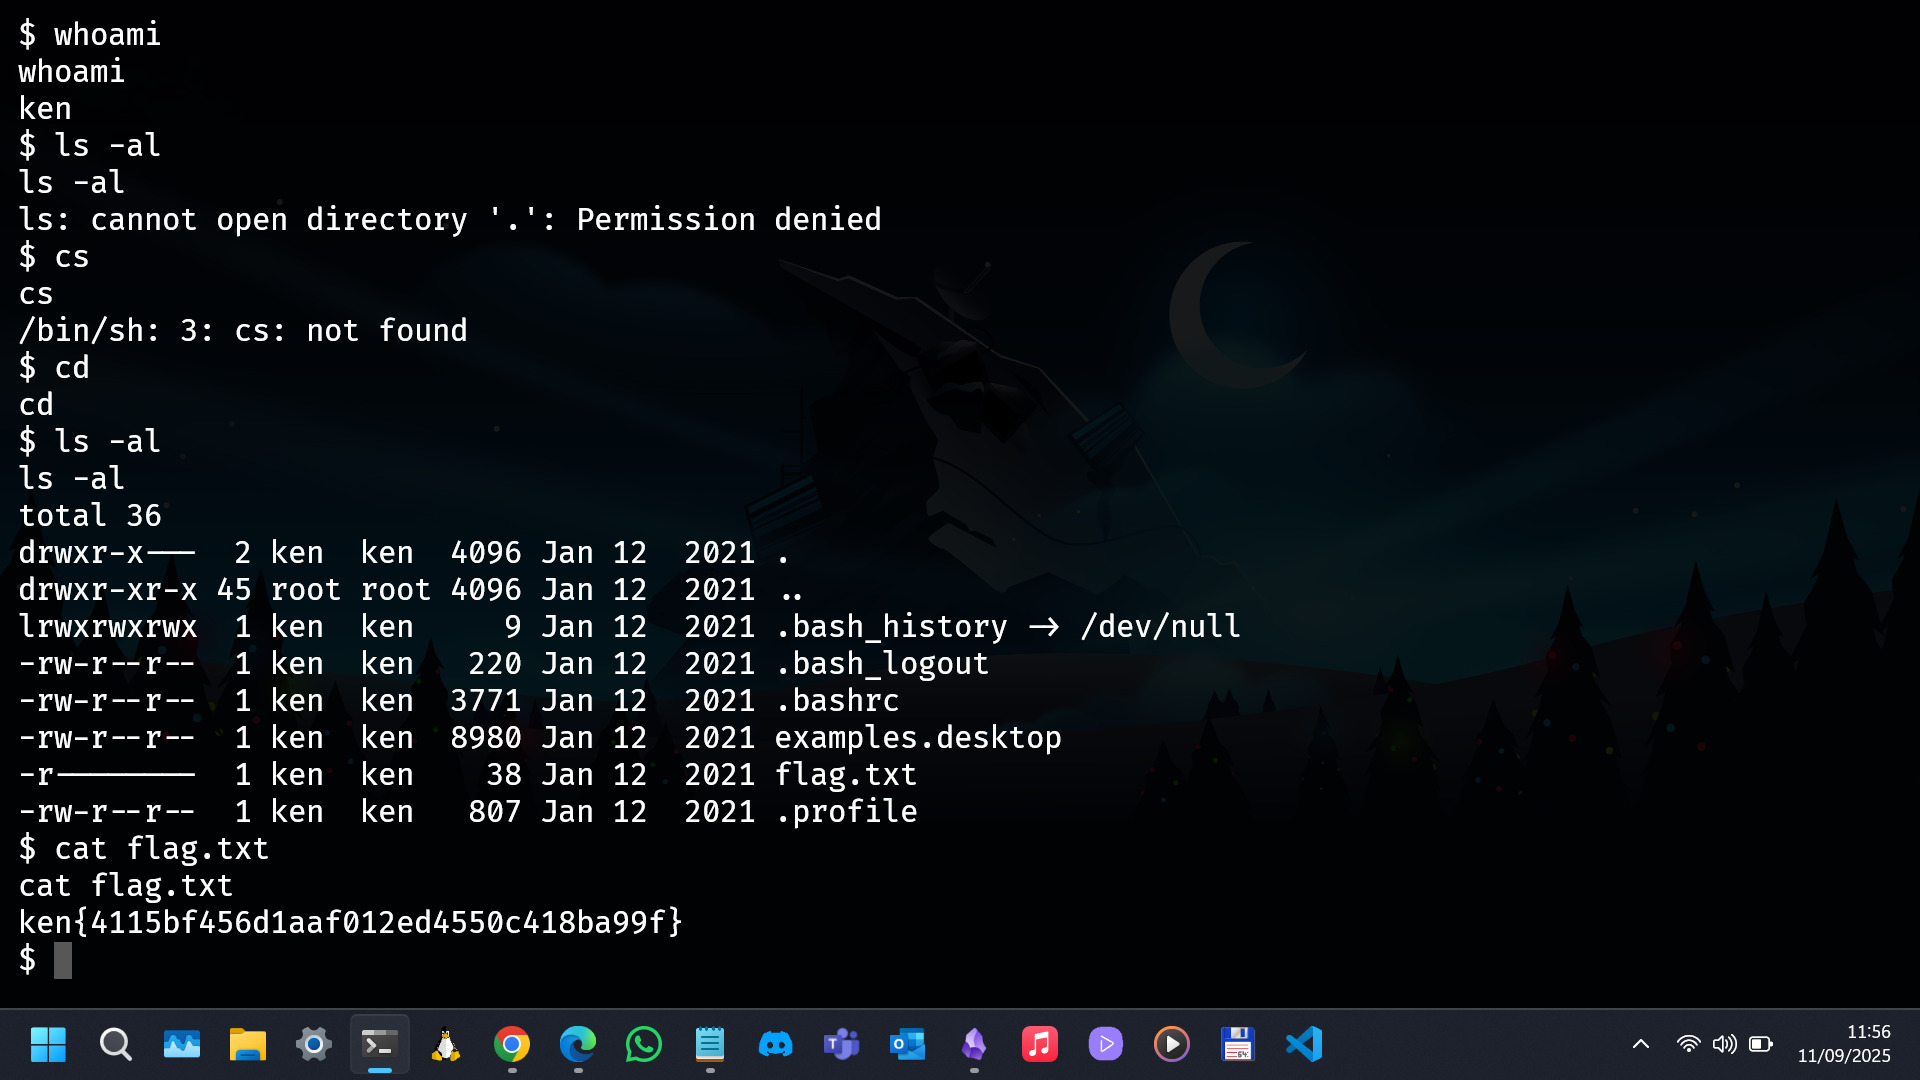 $ whoami
whoami
ken
$ ls -al
ls -al
ls: cannot open directory '.': Permission denied
$ cs
cs
/bin/sh: 3: cs: not found
$ cd
cd
$ ls -al
ls -al
total 36
drwxr-x---  2 ken  ken  4096 Jan 12  2021 .
drwxr-xr-x 45 root root 4096 Jan 12  2021 ..
lrwxrwxrwx  1 ken  ken     9 Jan 12  2021 .bash_history -> /dev/null
-rw-r--r--  1 ken  ken   220 Jan 12  2021 .bash_logout
-rw-r--r--  1 ken  ken  3771 Jan 12  2021 .bashrc
-rw-r--r--  1 ken  ken  8980 Jan 12  2021 examples.desktop
-r--------  1 ken  ken    38 Jan 12  2021 flag.txt
-rw-r--r--  1 ken  ken   807 Jan 12  2021 .profile
$ cat flag.txt
cat flag.txt
ken{4115bf456d1aaf012ed4550c418ba99f}
$
11:56
11/09/2025